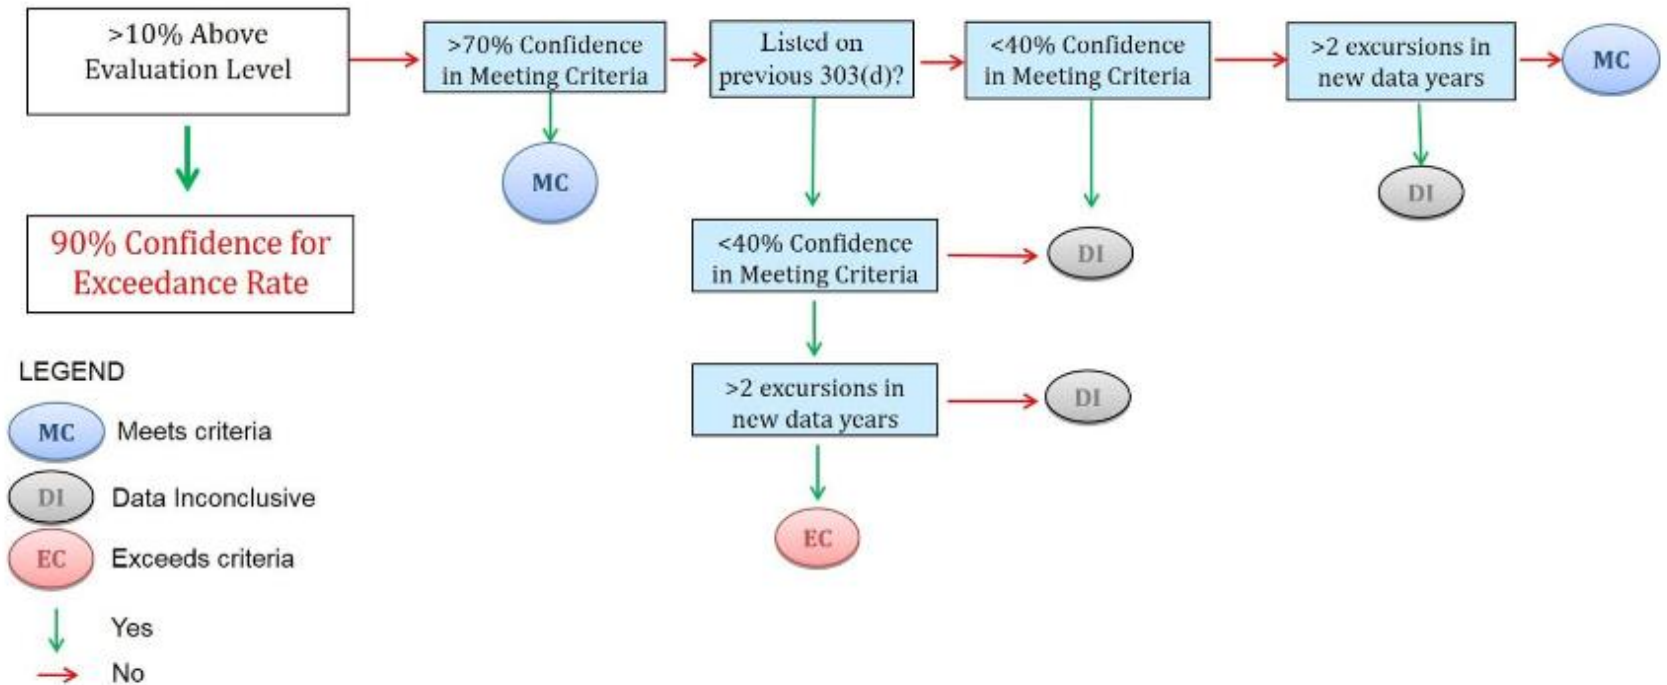 >10% Above
Evaluation Level
>70% Confidence
in Meeting Criteria
Listed on
previous 303(d)?
<40% Confidence
in Meeting Criteria
>2 excursions in
new data years
MC
MC
DI
90% Confidence for
Exceedance Rate
<40% Confidence
in Meeting Criteria
DI
>2 excursions in
new data years
DI
EC
LEGEND
MC Meets criteria
DI Data Inconclusive
EC Exceeds criteria
Yes
No